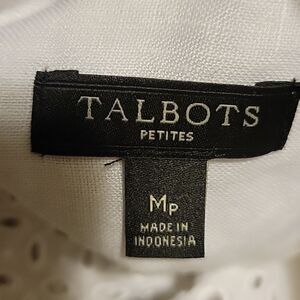 TALBOTS
PETITES
MP
MADE IN
INDONESIA